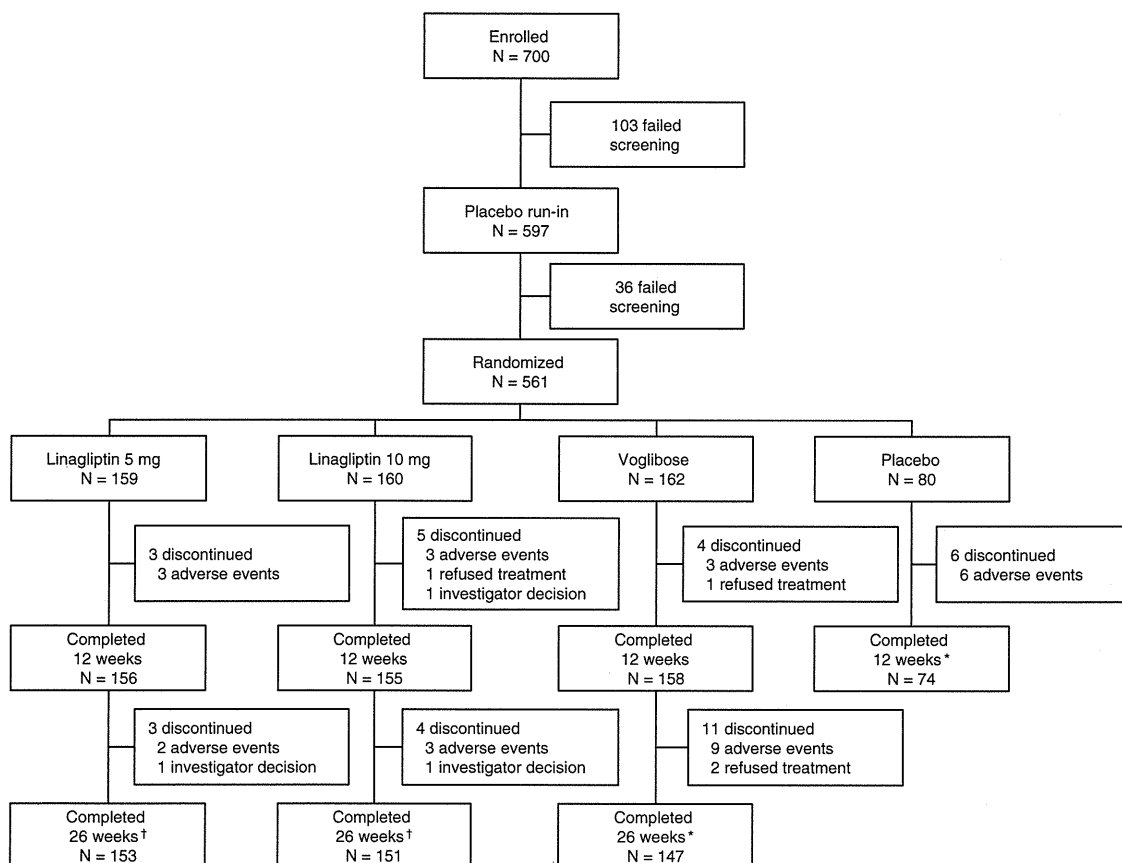 Enrolled
N = 700
103 failed
screening
Placebo run-in
N = 597
36 failed
screening
Randomized
N = 561
Linagliptin 5 mg
N = 159
Linagliptin 10 mg
N = 160
Voglibose
N = 162
Placebo
N = 80
3 discontinued
3 adverse events
5 discontinued
3 adverse events
1 refused treatment
1 investigator decision
4 discontinued
3 adverse events
1 refused treatment
6 discontinued
6 adverse events
Completed
12 weeks
N = 156
Completed
12 weeks
N = 155
Completed
12 weeks
N = 158
Completed
12 weeks*
N = 74
3 discontinued
2 adverse events
1 investigator decision
4 discontinued
3 adverse events
1 investigator decision
11 discontinued
9 adverse events
2 refused treatment
Completed
26 weeks†
N = 153
Completed
26 weeks†
N = 151
Completed
26 weeks*
N = 147